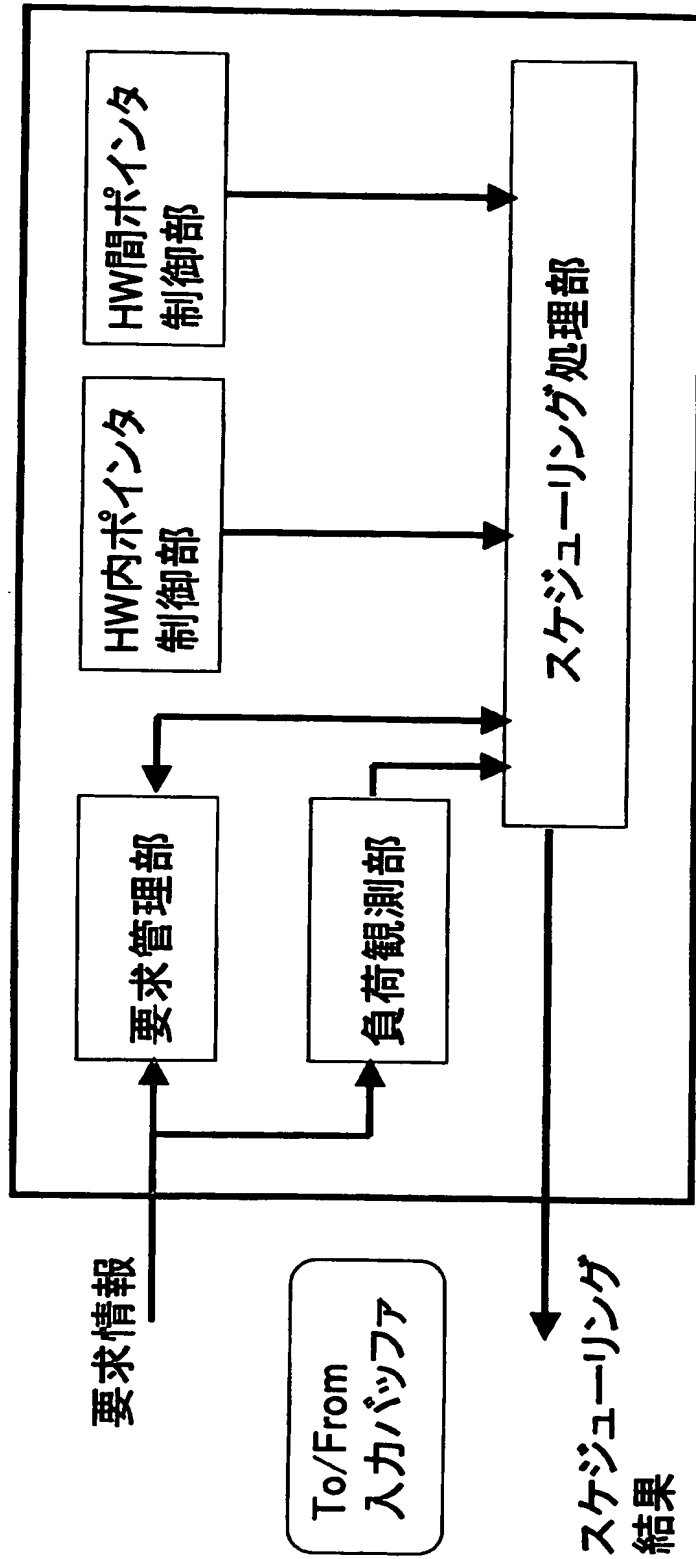 要求情報
To/From
入力バッファ
スケジューリング
結果
要求管理部
負荷観測部
HW内ポインタ
制御部
HW間ポインタ
制御部
スケジューリング処理部